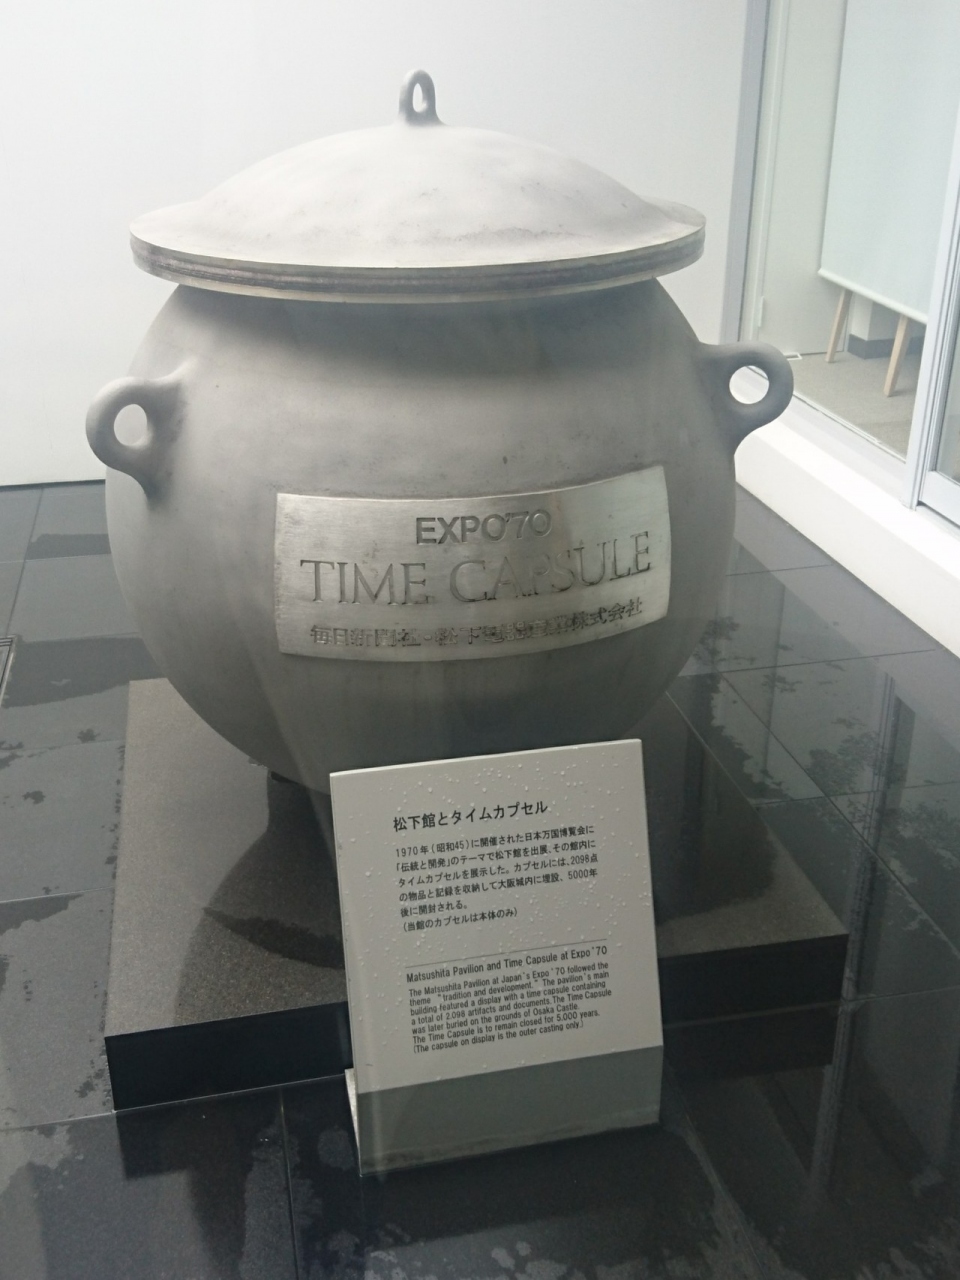 EXPO'70
TIME CAPSULE
毎日新聞社・松下電器産業株式会社
松下館とタイムカプセル
1970年(昭和45)に開催された日本万国博覧会に
「伝統と開発」のテーマで松下館を出展、その館内に
タイムカプセルを展示した。カプセルには、2098点
の物品と記録を収納して大阪城内に埋設、5000年
後に開封される。
(当館のカプセルは本体のみ)
Matsushita Pavilion and Time Capsule at Expo'70
The Matsushita Pavilion at Japan's Expo'70 followed the
theme "tradition and development." The pavilion's main
building featured a display with a time capsule containing
a total of 2,098 artifacts and documents. The Time Capsule
was later buried on the grounds of Osaka Castle.
The Time Capsule is to remain closed for 5,000 years.
(The capsule on display is the outer casting only.)